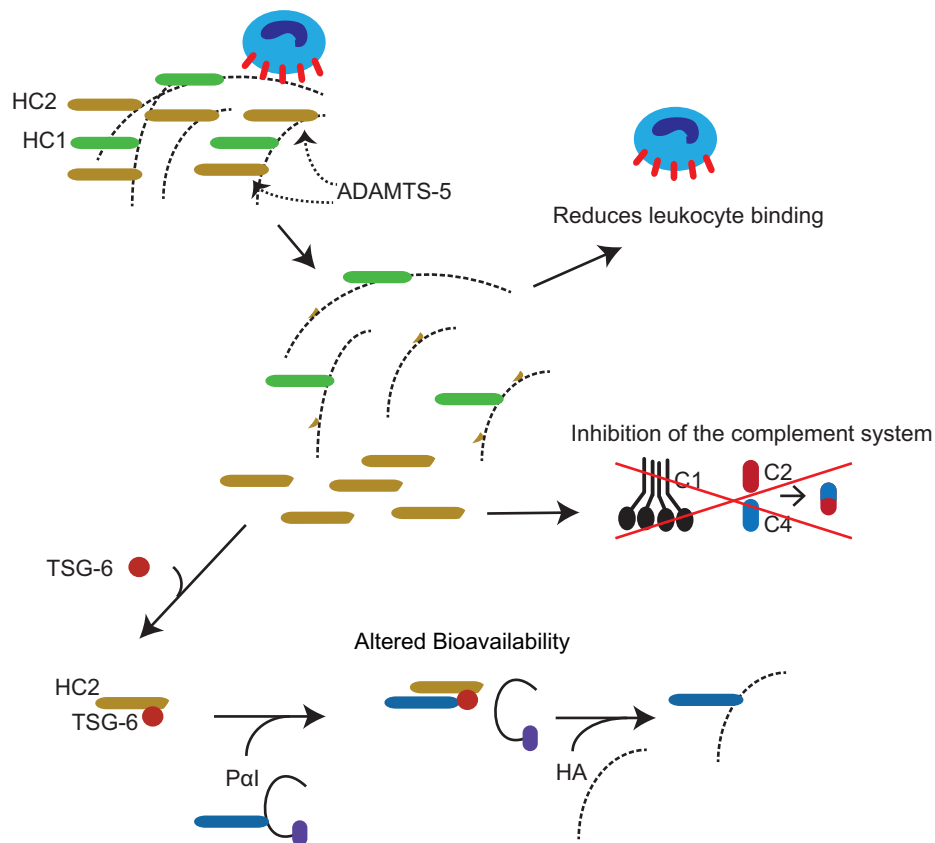 HC2
HC1
ADAMTS-5
Reduces leukocyte binding
Inhibition of the complement system
C1
C2
C4
TSG-6
Altered Bioavailability
HC2
TSG-6
PαI
HA